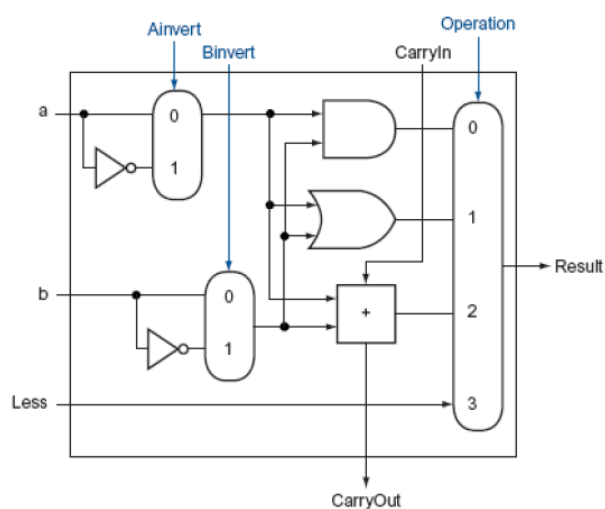 Operation
Ainvert
Binvert
CarryIn
a
0
0
1
1
Result
b
0
2
+
1
Less
3
CarryOut